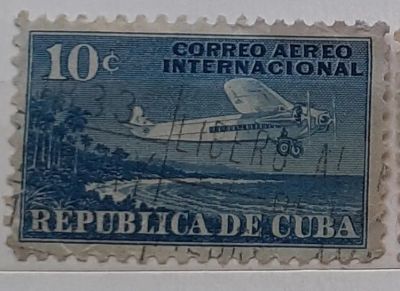 10¢
CORREO AEREO
INTERNACIONAL
REPUBLICA DE CUBA